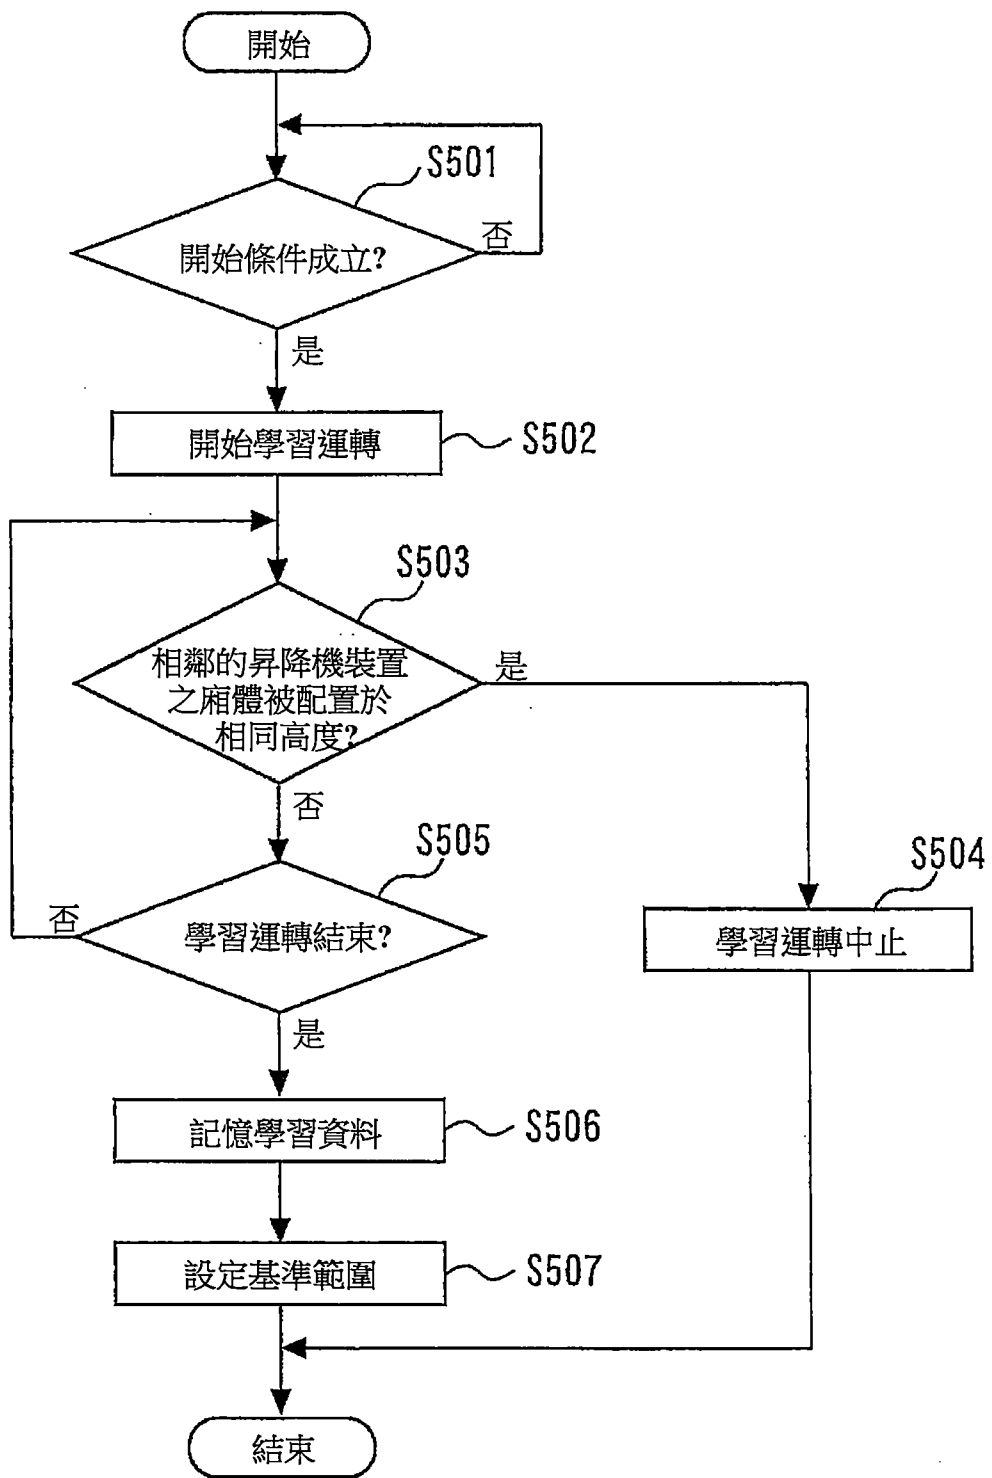 開始
S501
開始條件成立?
否
是
開始學習運轉
S502
S503
相鄰的昇降機裝置
之廂體被配置於
相同高度?
是
否
S505
S504
學習運轉結束?
否
學習運轉中止
是
記憶學習資料
S506
設定基準範圍
S507
結束